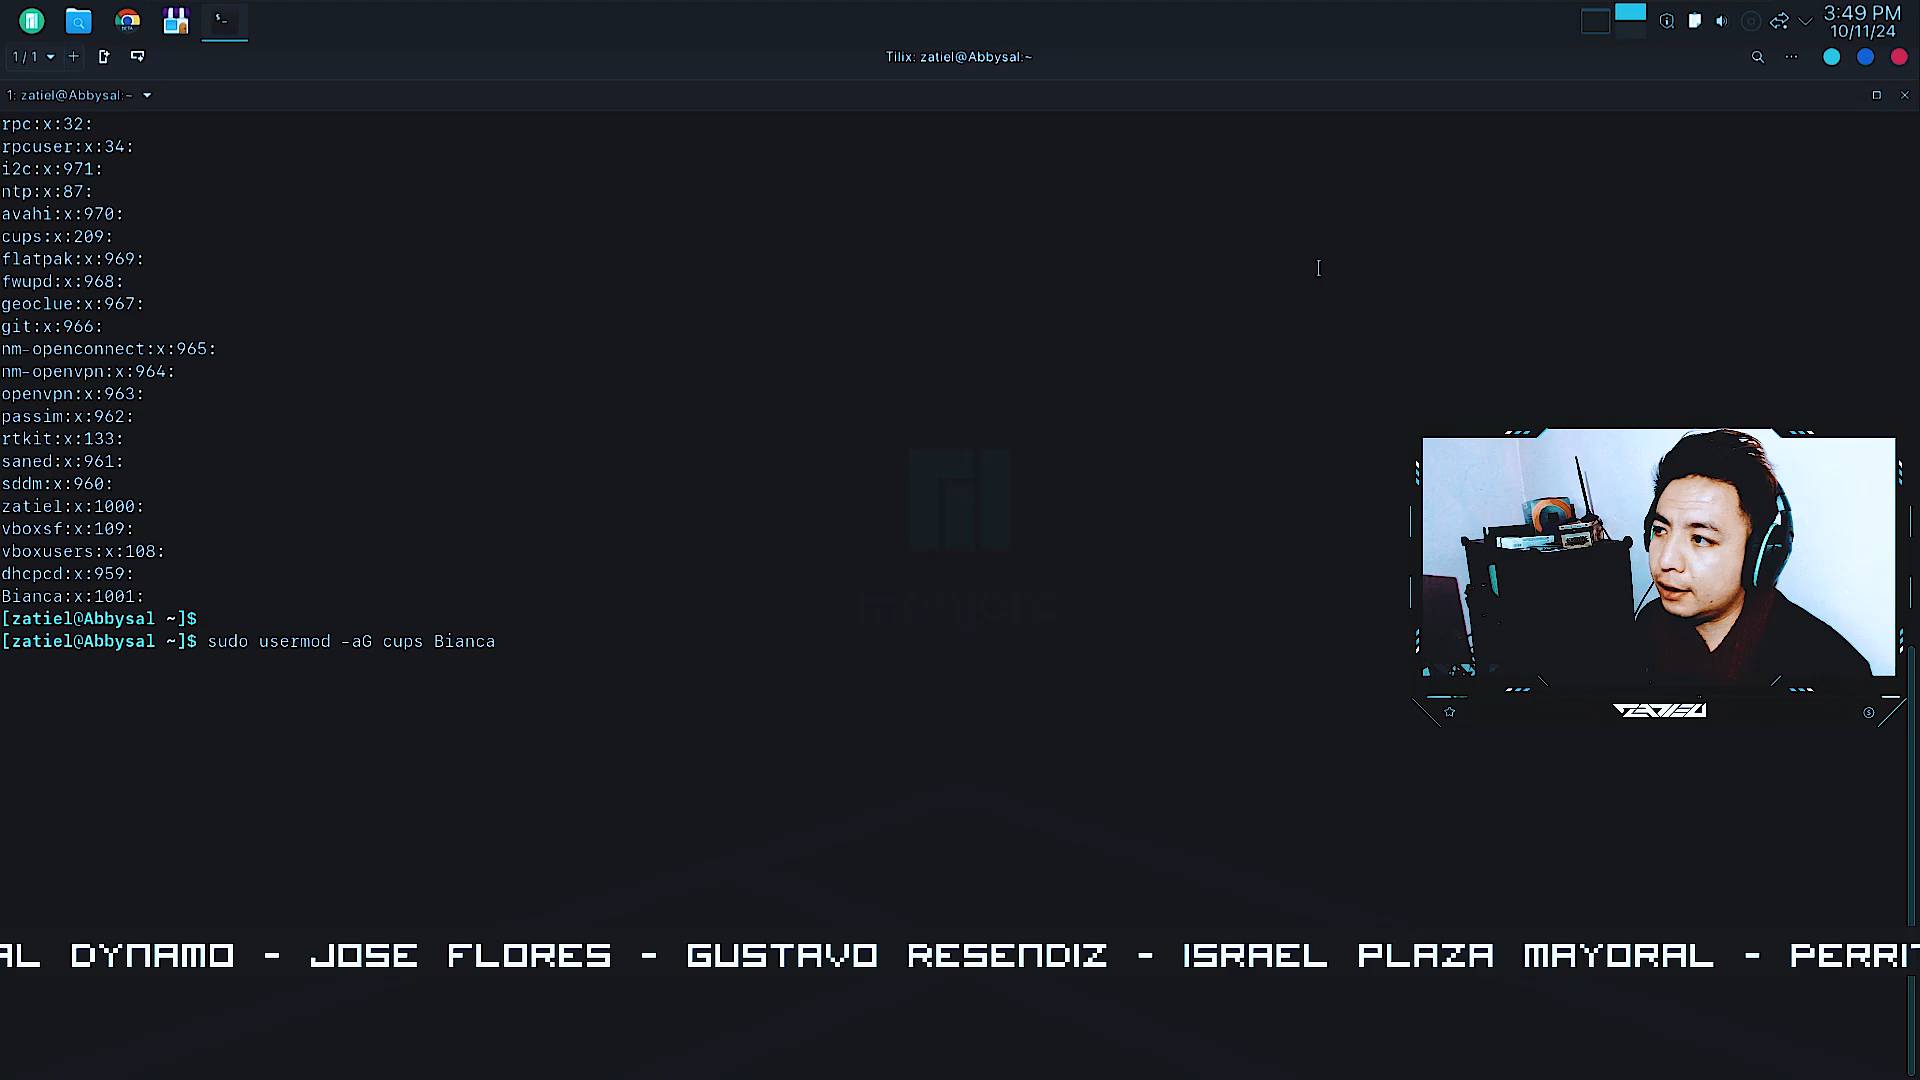 3:49 PM
10/11/24
1 / 1
Tilix: zatiel@Abbysal:~
1: zatiel@Abbysal:~
rpc:x:32:
rpcuser:x:34:
i2c:x:971:
ntp:x:87:
avahi:x:970:
cups:x:209:
flatpak:x:969:
fwupd:x:968:
geoclue:x:967:
git:x:966:
nm-openconnect:x:965:
nm-openvpn:x:964:
openvpn:x:963:
passim:x:962:
rtkit:x:133:
saned:x:961:
sddm:x:960:
zatiel:x:1000:
vboxsf:x:109:
vboxusers:x:108:
dhcpcd:x:959:
Bianca:x:1001:
[zatiel@Abbysal ~]$
[zatiel@Abbysal ~]$ sudo usermod -aG cups Bianca
ZATIEL
AL DYNAMO - JOSE FLORES - GUSTAVO RESENDIZ - ISRAEL PLAZA MAYORAL - PERRI